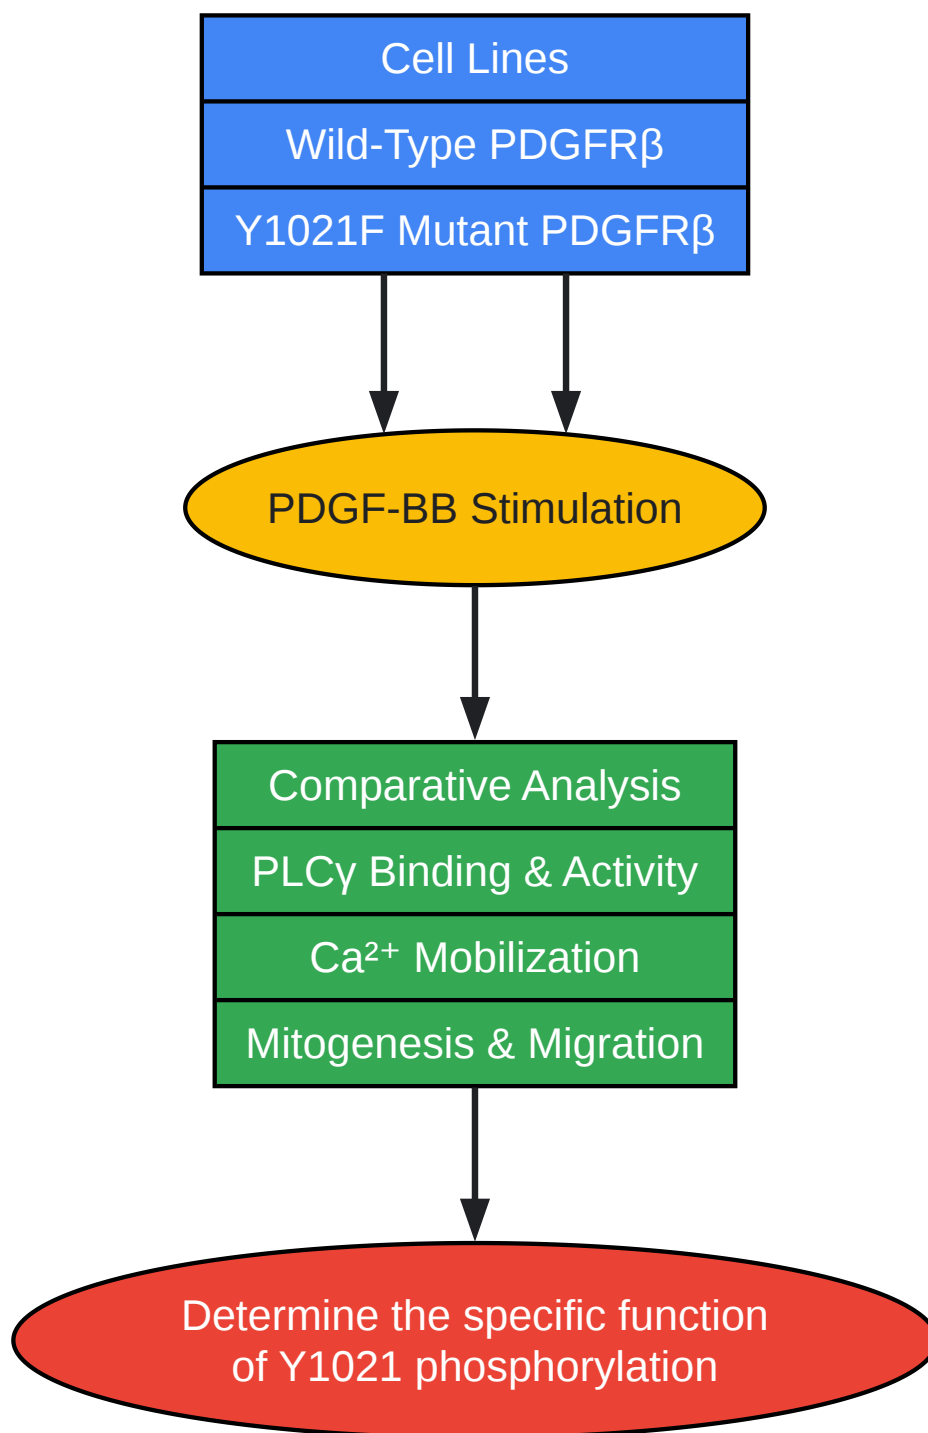 Cell Lines
Wild-Type PDGFRβ
Y1021F Mutant PDGFRβ
PDGF-BB Stimulation
Comparative Analysis
PLCγ Binding & Activity
Ca²⁺ Mobilization
Mitogenesis & Migration
Determine the specific function
of Y1021 phosphorylation